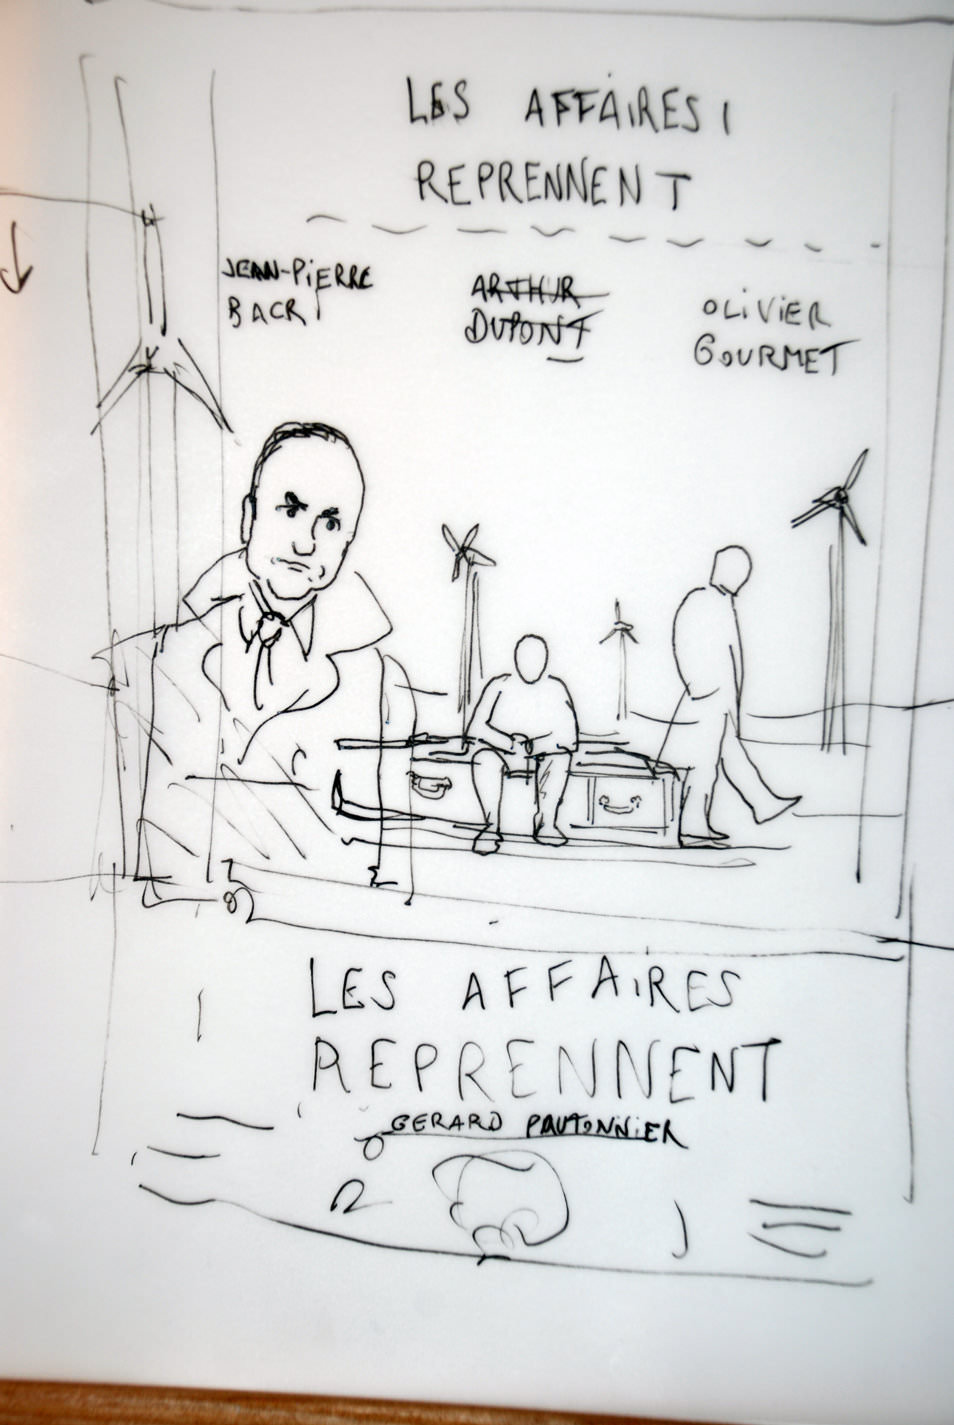 LES AFFAIRES
REPRENNENT
JEAN-PIERRE
BACRI
ARTHUR
DUPONT
OLIVIER
GOURMET
LES AFFAIRES
REPRENNENT
GERARD PAUTONNIER